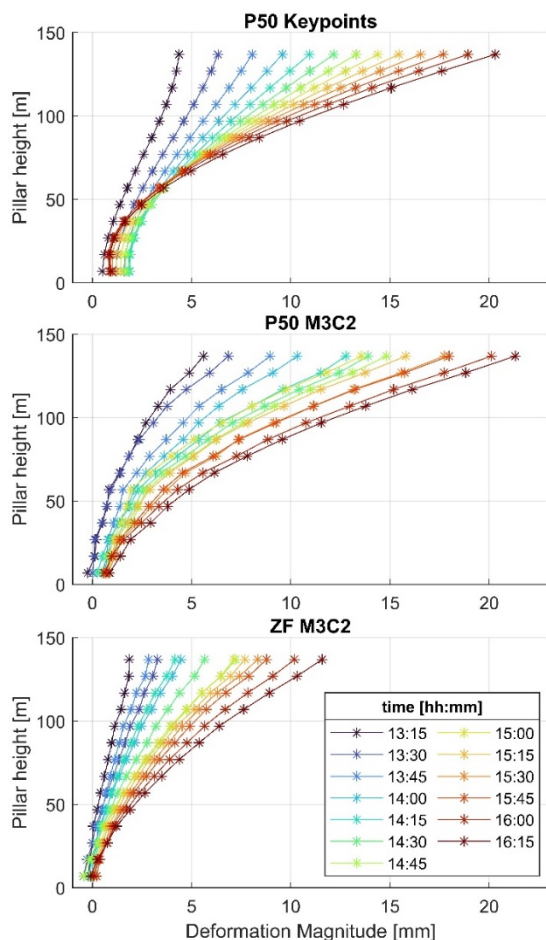 P50 Keypoints
150
100
50
0
Pillar height [m]
0 5 10 15 20
P50 M3C2
150
100
50
0
Pillar height [m]
0 5 10 15 20
ZF M3C2
150
100
50
0
Pillar height [m]
time [hh:mm]
13:15 15:00
13:30 15:15
13:45 15:30
14:00 15:45
14:15 16:00
14:30 16:15
14:45
0 5 10 15 20
Deformation Magnitude [mm]